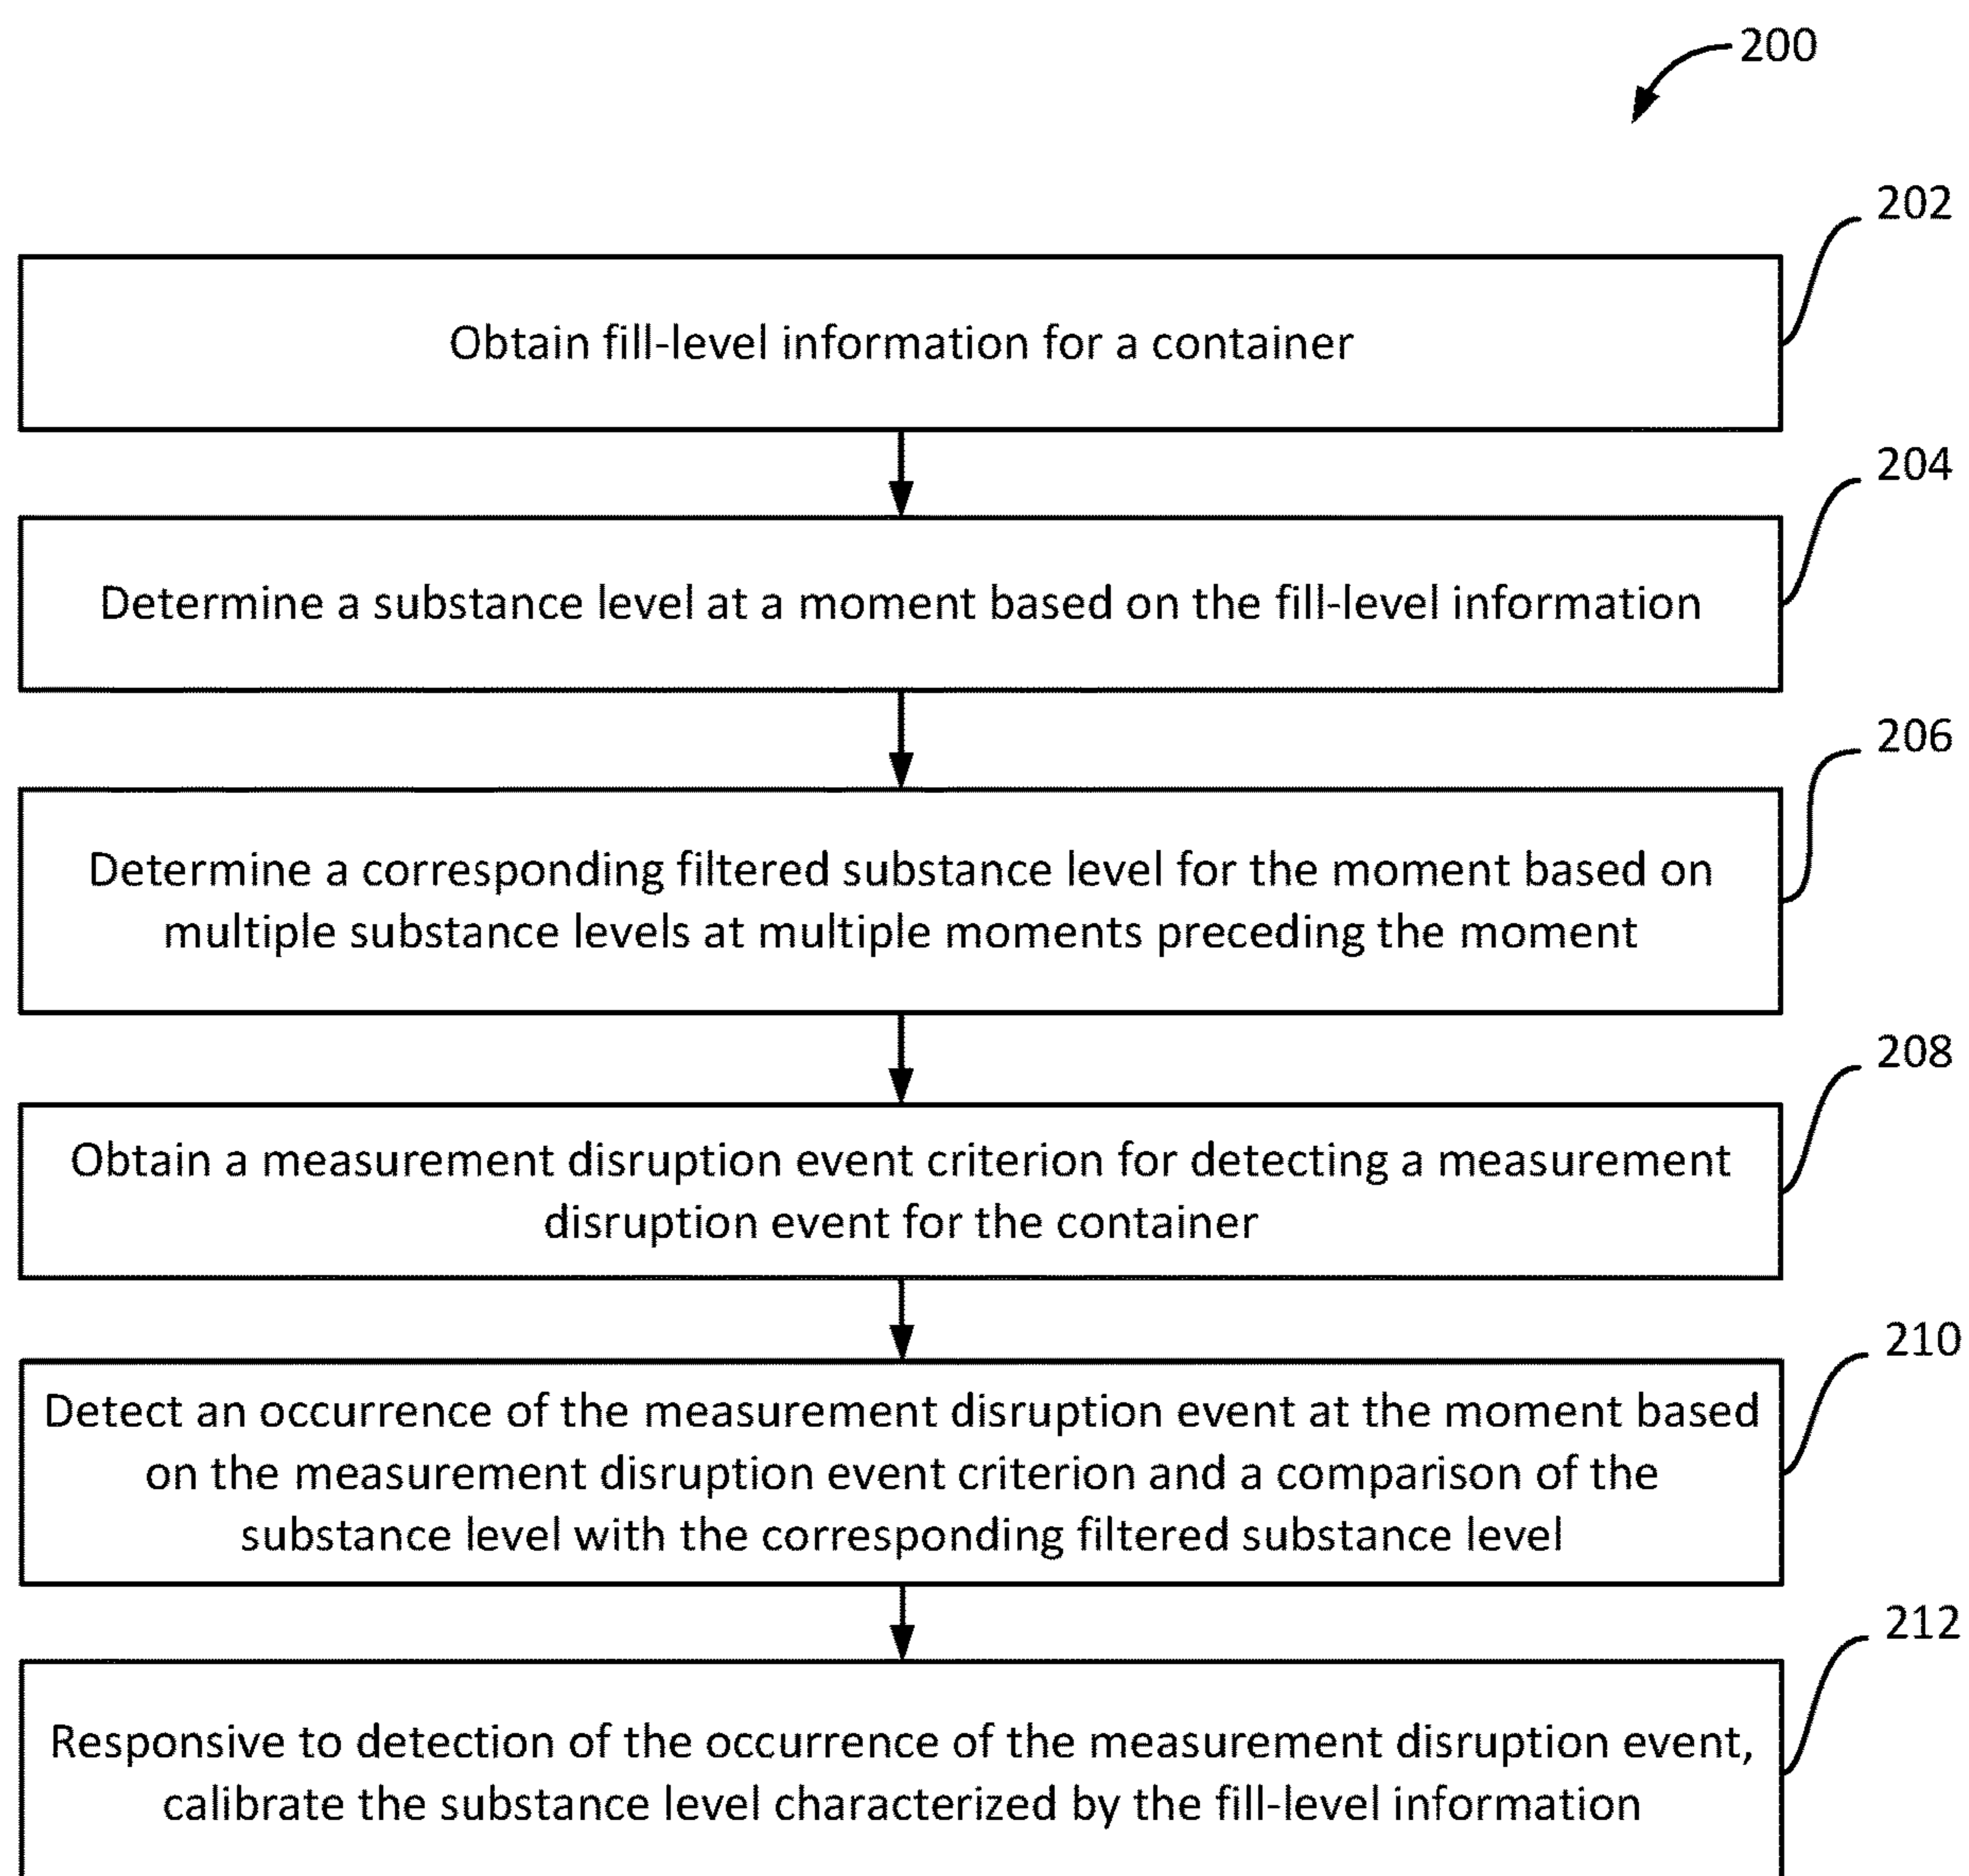 200
202
Obtain fill-level information for a container
204
Determine a substance level at a moment based on the fill-level information
206
Determine a corresponding filtered substance level for the moment based on
multiple substance levels at multiple moments preceding the moment
208
Obtain a measurement disruption event criterion for detecting a measurement
disruption event for the container
210
Detect an occurrence of the measurement disruption event at the moment based
on the measurement disruption event criterion and a comparison of the
substance level with the corresponding filtered substance level
212
Responsive to detection of the occurrence of the measurement disruption event,
calibrate the substance level characterized by the fill-level information